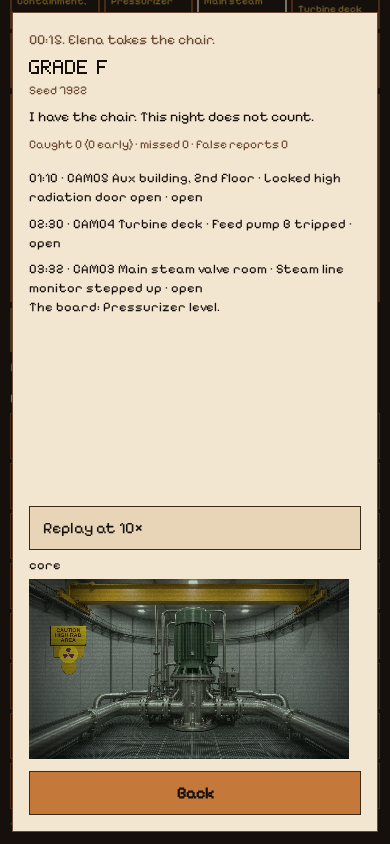 containment,
Pressurizer
Main steam
Turbine deck
00:18. Elena takes the chair.
GRADE F
Seed 7988
I have the chair. This night does not count.
Caught 0 (0 early) · missed 0 · false reports 0
01:10 · CAM08 Aux building, 2nd floor · Locked high
radiation door open · open
02:30 · CAM04 Turbine deck · Feed pump B tripped ·
open
03:32 · CAM03 Main steam valve room · Steam line
monitor stepped up · open
The board: Pressurizer level.
Replay at 10×
core
CAUTION
HIGH RAD
AREA
Back